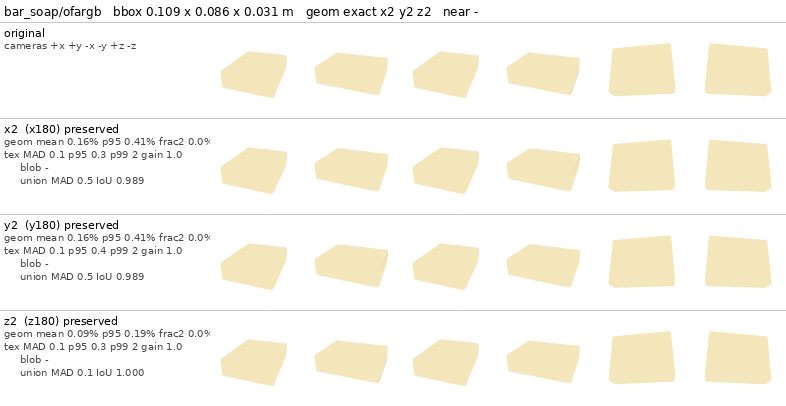 bar_soap/ofargb   bbox 0.109 x 0.086 x 0.031 m   geom exact x2 y2 z2   near -
original
cameras +x +y -x -y +z -z
x2  (x180) preserved
geom mean 0.16% p95 0.41% frac2 0.0%
tex MAD 0.1 p95 0.3 p99 2 gain 1.0
blob -
union MAD 0.5 IoU 0.989
y2  (y180) preserved
geom mean 0.16% p95 0.41% frac2 0.0%
tex MAD 0.1 p95 0.4 p99 2 gain 1.0
blob -
union MAD 0.5 IoU 0.989
z2  (z180) preserved
geom mean 0.09% p95 0.19% frac2 0.0%
tex MAD 0.1 p95 0.3 p99 2 gain 1.0
blob -
union MAD 0.1 IoU 1.000